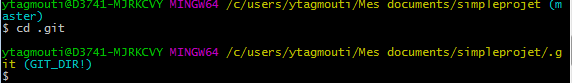 ytagmouti@D3741-MJRKCVY MINGW64 /c/users/ytagmouti/Mes documents/simpleprojet (m
aster)
$ cd .git
ytagmouti@D3741-MJRKCVY MINGW64 /c/users/ytagmouti/Mes documents/simpleprojet/.g
it (GIT_DIR!)
$